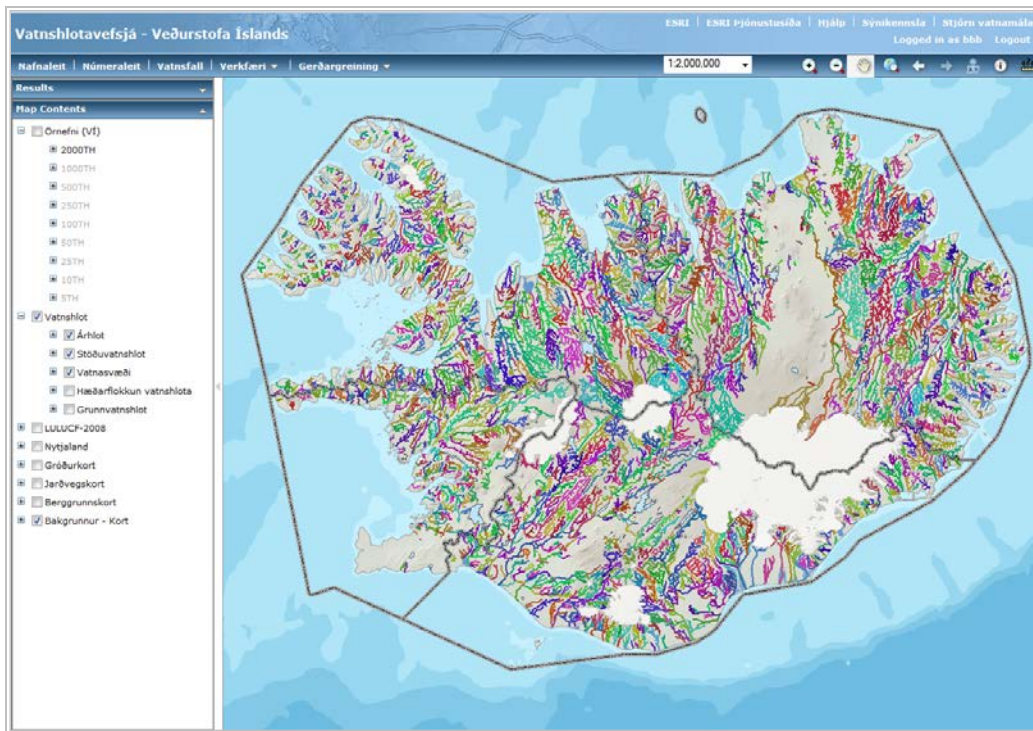 Vatnshlotavefsjá - Veðurstofa Íslands
ESRI | ESRI Þjónustusíða | Hjálp | Sýnikennsla | Stjórn vatnamála
Logged in as bbb Logout
Nafnaleit | Númeraleit | Vatnsfall | Verkfæri | Gerðargreining
1:2,000,000
Results
Map Contents
Örnefni (VÍ)
2000TH
1000TH
500TH
250TH
100TH
50TH
25TH
10TH
5TH
Vatnshlot
Árhlot
Stöðuvatnshlot
Vatnasvæði
Hæðarflokkun vatnshlota
Grunnvatnshlot
LULUCF-2008
Nytjaland
Gróðurkort
Jarðvegskort
Berggrunnskort
Bakgrunnur - Kort